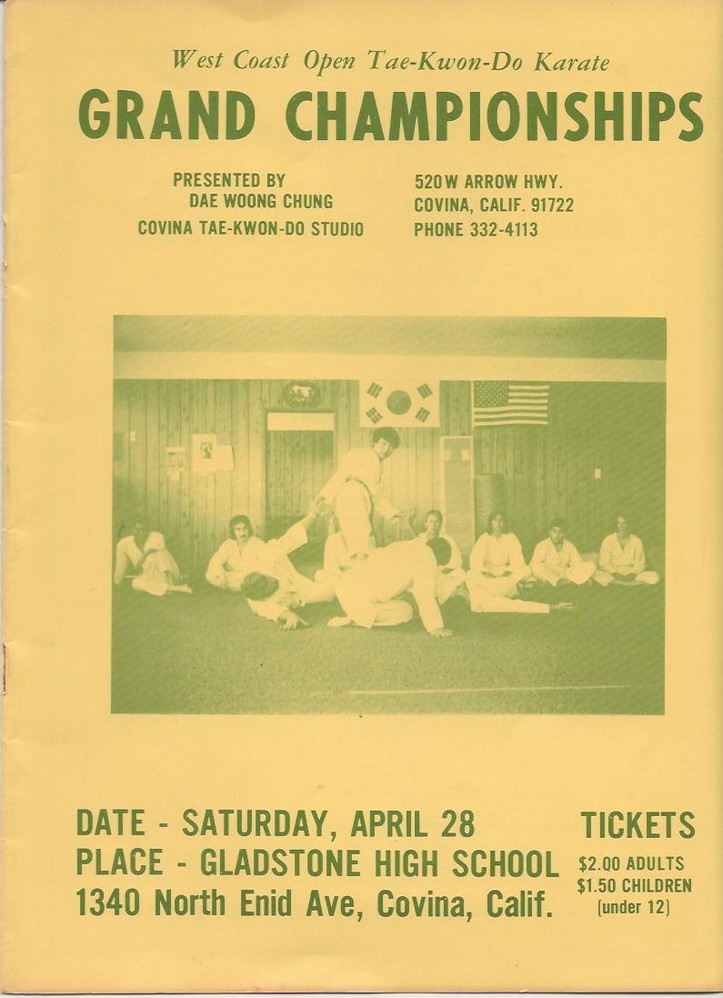 West Coast Open Tae-Kwon-Do Karate
GRAND CHAMPIONSHIPS
PRESENTED BY
DAE WOONG CHUNG
COVINA TAE-KWON-DO STUDIO
520 W ARROW HWY.
COVINA, CALIF. 91722
PHONE 332-4113
DATE - SATURDAY, APRIL 28
PLACE - GLADSTONE HIGH SCHOOL
1340 North Enid Ave, Covina, Calif.
TICKETS
$2.00 ADULTS
$1.50 CHILDREN
(under 12)